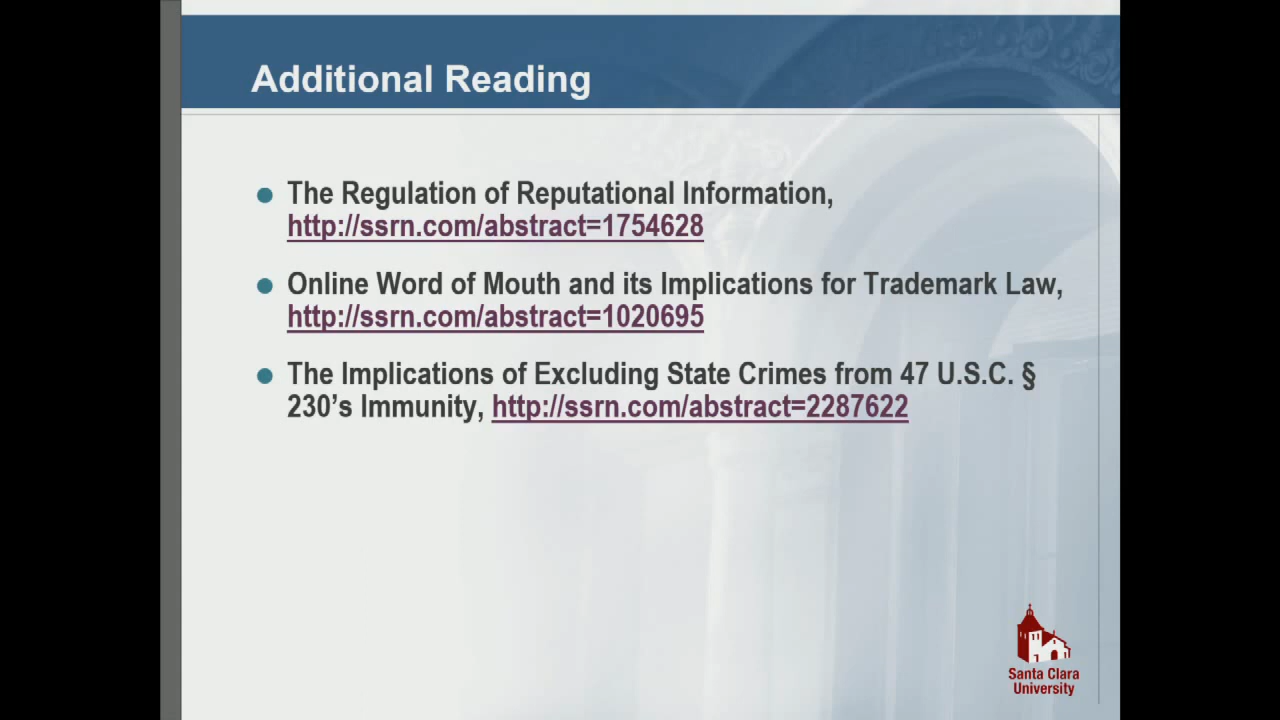 Additional Reading
The Regulation of Reputational Information,
http://ssrn.com/abstract=1754628
Online Word of Mouth and its Implications for Trademark Law,
http://ssrn.com/abstract=1020695
The Implications of Excluding State Crimes from 47 U.S.C. §
230’s Immunity, http://ssrn.com/abstract=2287622
Santa Clara
University